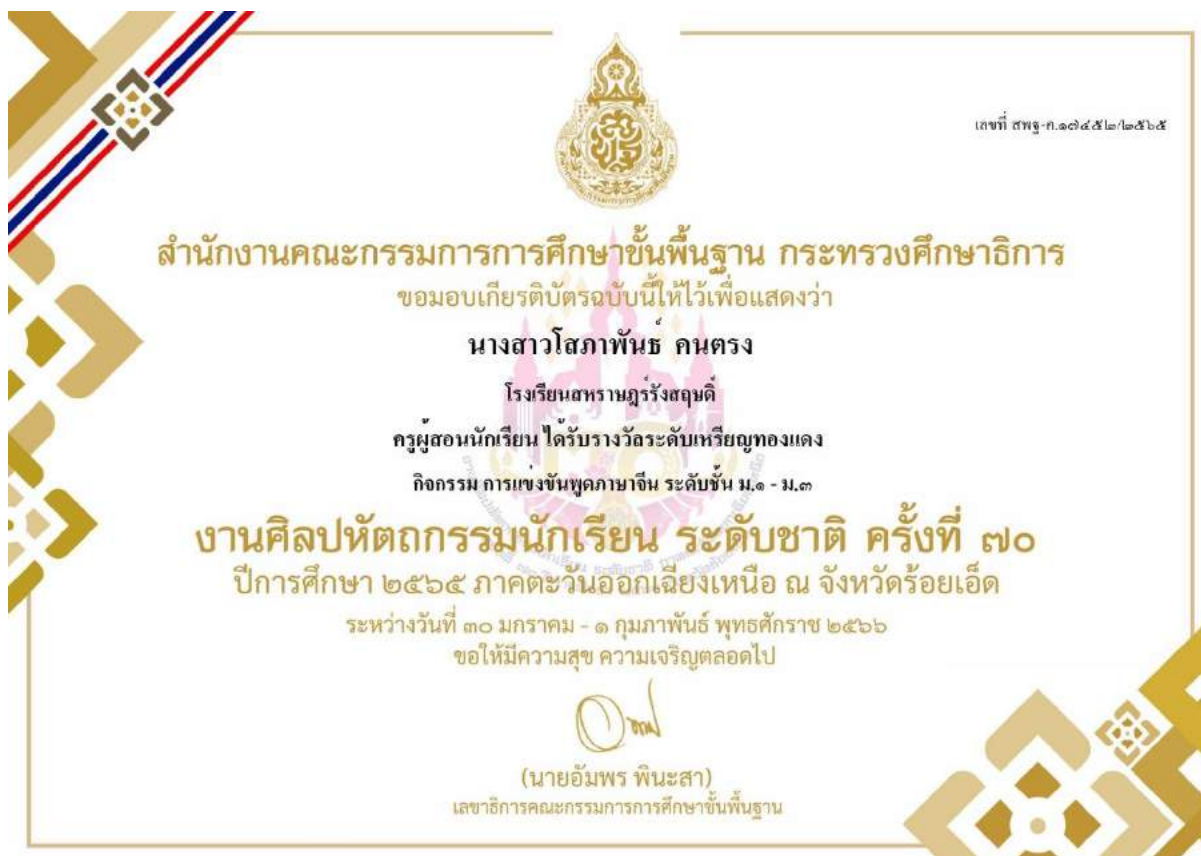 เลขที่ สพฐ-ค.๑๗๔๕๒/๒๕๖๕
สำนักงานคณะกรรมการการศึกษาขั้นพื้นฐาน กระทรวงศึกษาธิการ
ขอมอบเกียรติบัตรฉบับนี้ให้ไว้เพื่อแสดงว่า
นางสาวโสภาพันธ์ คนตรง
โรงเรียนสหราษฎร์รังสฤษดิ์
ครูผู้สอนนักเรียน ได้รับรางวัลระดับเหรียญทองแดง
กิจกรรม การแข่งขันพูดภาษาจีน ระดับชั้น ม.๑ - ม.๓
งานศิลปหัตถกรรมนักเรียน ระดับชาติ ครั้งที่ ๗๐
ปีการศึกษา ๒๕๖๕ ภาคตะวันออกเฉียงเหนือ ณ จังหวัดร้อยเอ็ด
ระหว่างวันที่ ๓๐ มกราคม - ๑ กุมภาพันธ์ พุทธศักราช ๒๕๖๖
ขอให้มีความสุข ความเจริญตลอดไป
(นายอัมพร พินะสา)
เลขาธิการคณะกรรมการการศึกษาขั้นพื้นฐาน